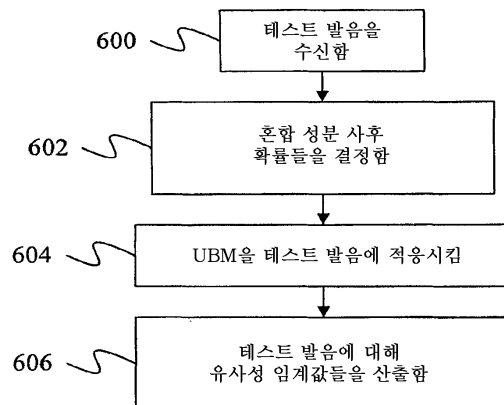 600
테스트 발음을
수신함
602
혼합 성분 사후
확률들을 결정함
604
UBM을 테스트 발음에 적응시킴
606
테스트 발음에 대해
유사성 임계값들을 산출함